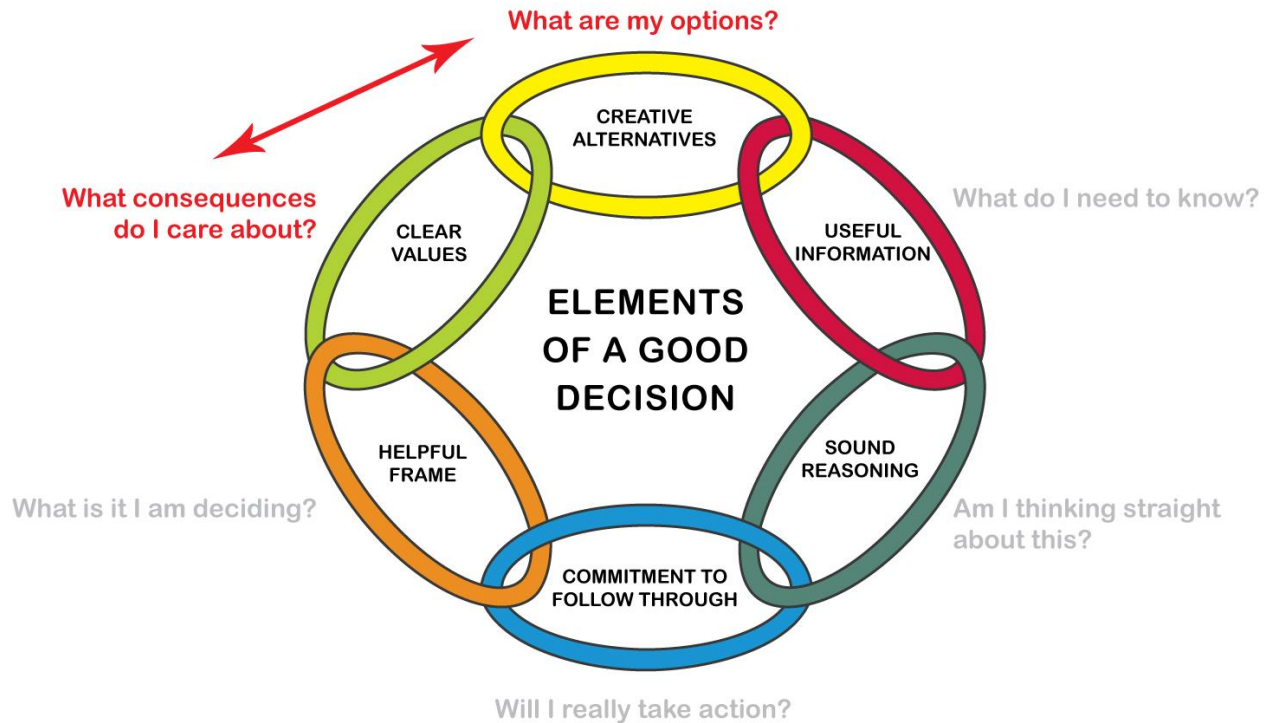 What are my options?
CREATIVE
ALTERNATIVES
What consequences
do I care about?
CLEAR
VALUES
What do I need to know?
USEFUL
INFORMATION
ELEMENTS
OF A GOOD
DECISION
HELPFUL
FRAME
What is it I am deciding?
SOUND
REASONING
Am I thinking straight
about this?
COMMITMENT TO
FOLLOW THROUGH
Will I really take action?